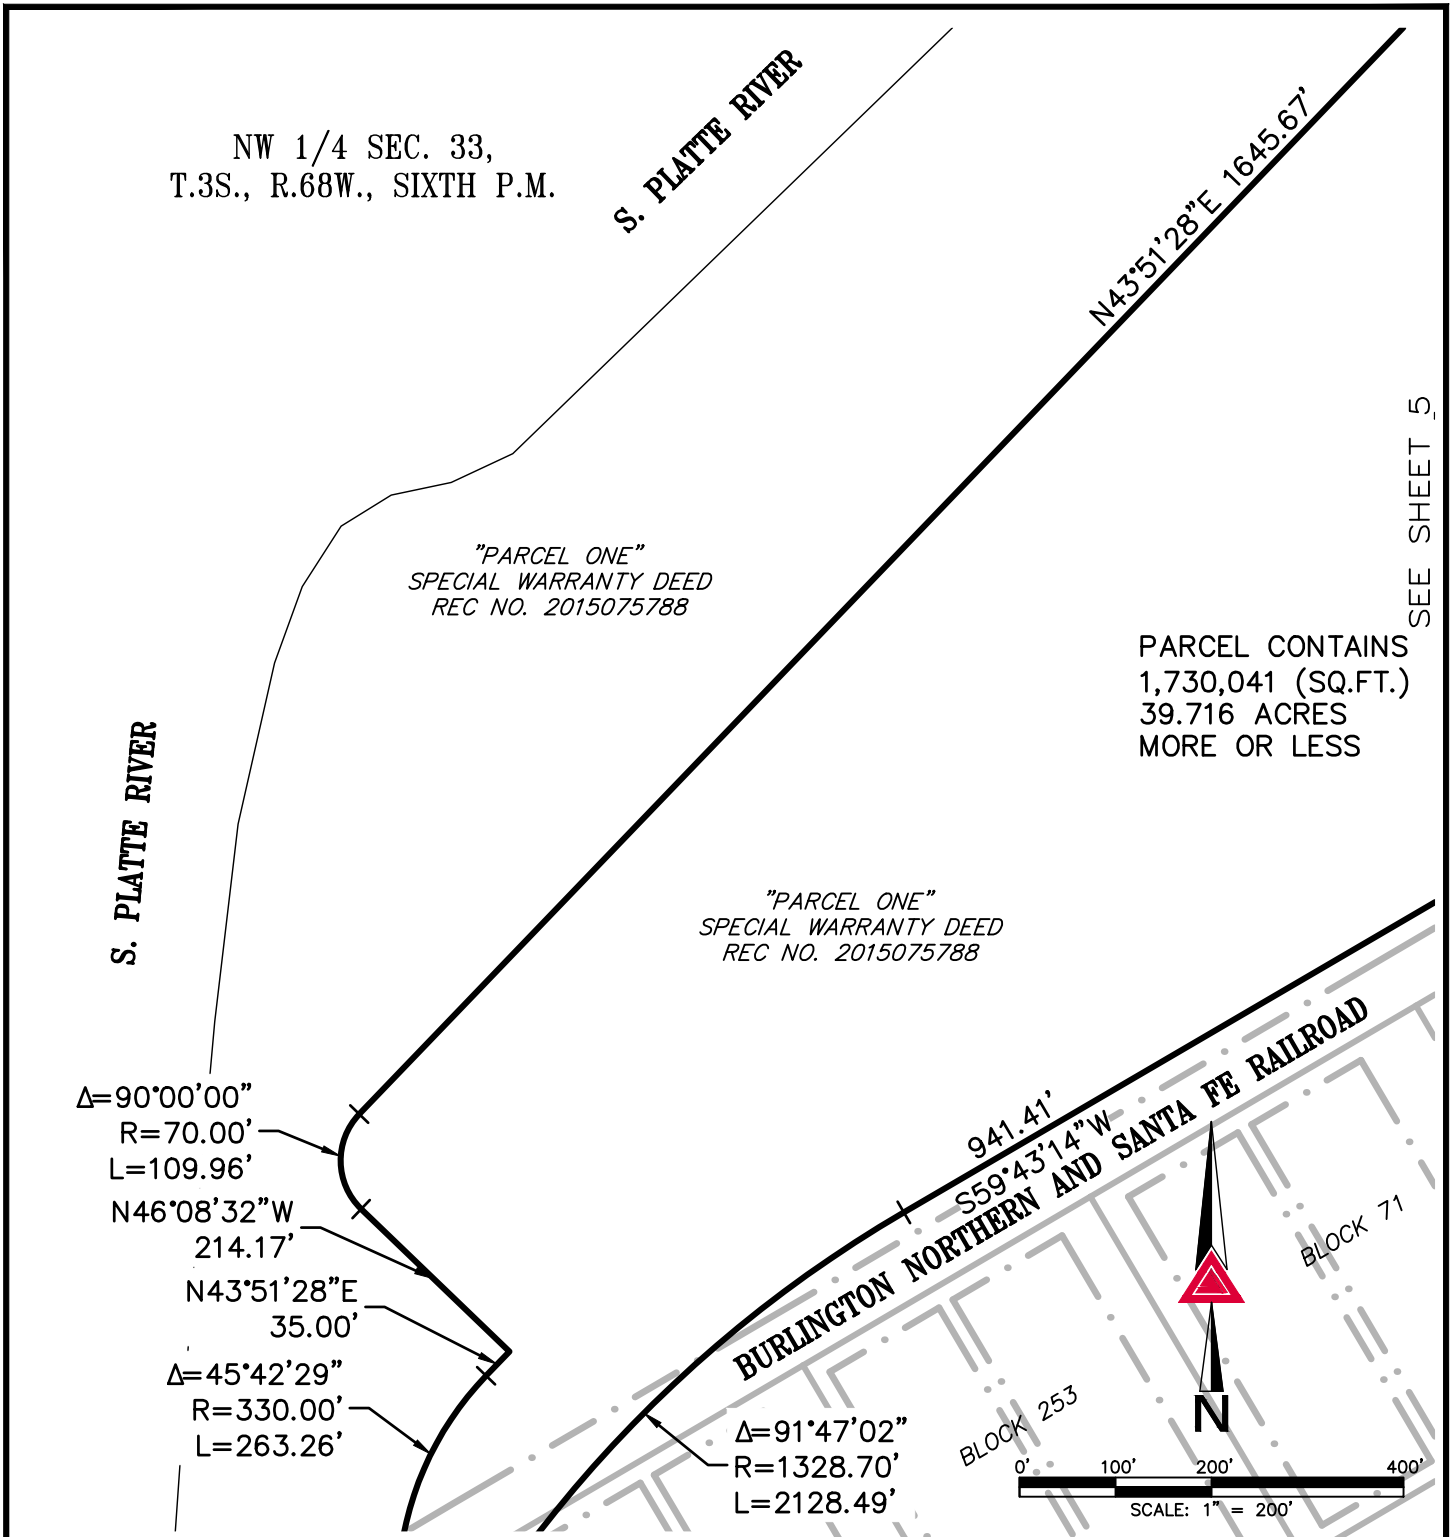 NW 1/4 SEC. 33,
T.3S., R.68W., SIXTH P.M.
S. PLATTE RIVER
N43°51'28"E 1645.67'
SEE SHEET 5
"PARCEL ONE"
SPECIAL WARRANTY DEED
REC NO. 2015075788
PARCEL CONTAINS
1,730,041 (SQ.FT.)
39.716 ACRES
MORE OR LESS
S. PLATTE RIVER
"PARCEL ONE"
SPECIAL WARRANTY DEED
REC NO. 2015075788
Δ=90°00'00"
R=70.00'
L=109.96'
N46°08'32"W
214.17'
N43°51'28"E
35.00'
Δ=45°42'29"
R=330.00'
L=263.26'
941.41'
S59°43'14"W
BURLINGTON NORTHERN AND SANTA FE RAILROAD
BLOCK 71
BLOCK 253
Δ=91°47'02"
R=1328.70'
L=2128.49'
N
0' 100' 200' 400'
SCALE: 1" = 200'